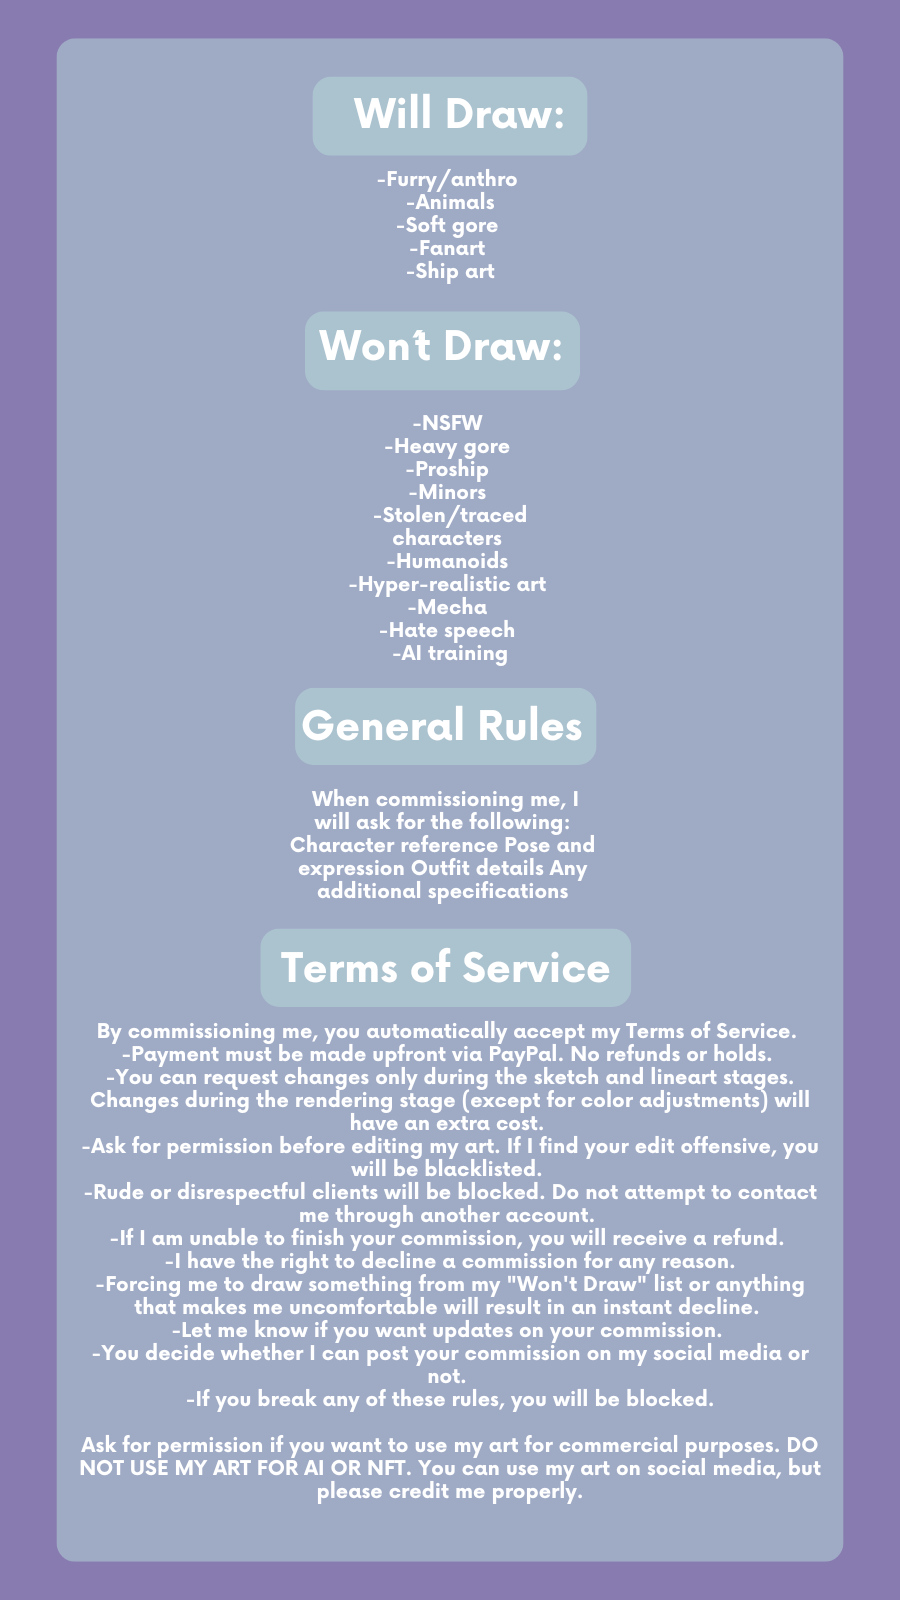 Will Draw:
-Furry/anthro
-Animals
-Soft gore
-Fanart
-Ship art
Won't Draw:
-NSFW
-Heavy gore
-Proship
-Minors
-Stolen/traced
characters
-Humanoids
-Hyper-realistic art
-Mecha
-Hate speech
-AI training
General Rules
When commissioning me, I
will ask for the following:
Character reference Pose and
expression Outfit details Any
additional specifications
Terms of Service
By commissioning me, you automatically accept my Terms of Service.
-Payment must be made upfront via PayPal. No refunds or holds.
-You can request changes only during the sketch and lineart stages.
Changes during the rendering stage (except for color adjustments) will
have an extra cost.
-Ask for permission before editing my art. If I find your edit offensive, you
will be blacklisted.
-Rude or disrespectful clients will be blocked. Do not attempt to contact
me through another account.
-If I am unable to finish your commission, you will receive a refund.
-I have the right to decline a commission for any reason.
-Forcing me to draw something from my "Won't Draw" list or anything
that makes me uncomfortable will result in an instant decline.
-Let me know if you want updates on your commission.
-You decide whether I can post your commission on my social media or
not.
-If you break any of these rules, you will be blocked.
Ask for permission if you want to use my art for commercial purposes. DO
NOT USE MY ART FOR AI OR NFT. You can use my art on social media, but
please credit me properly.